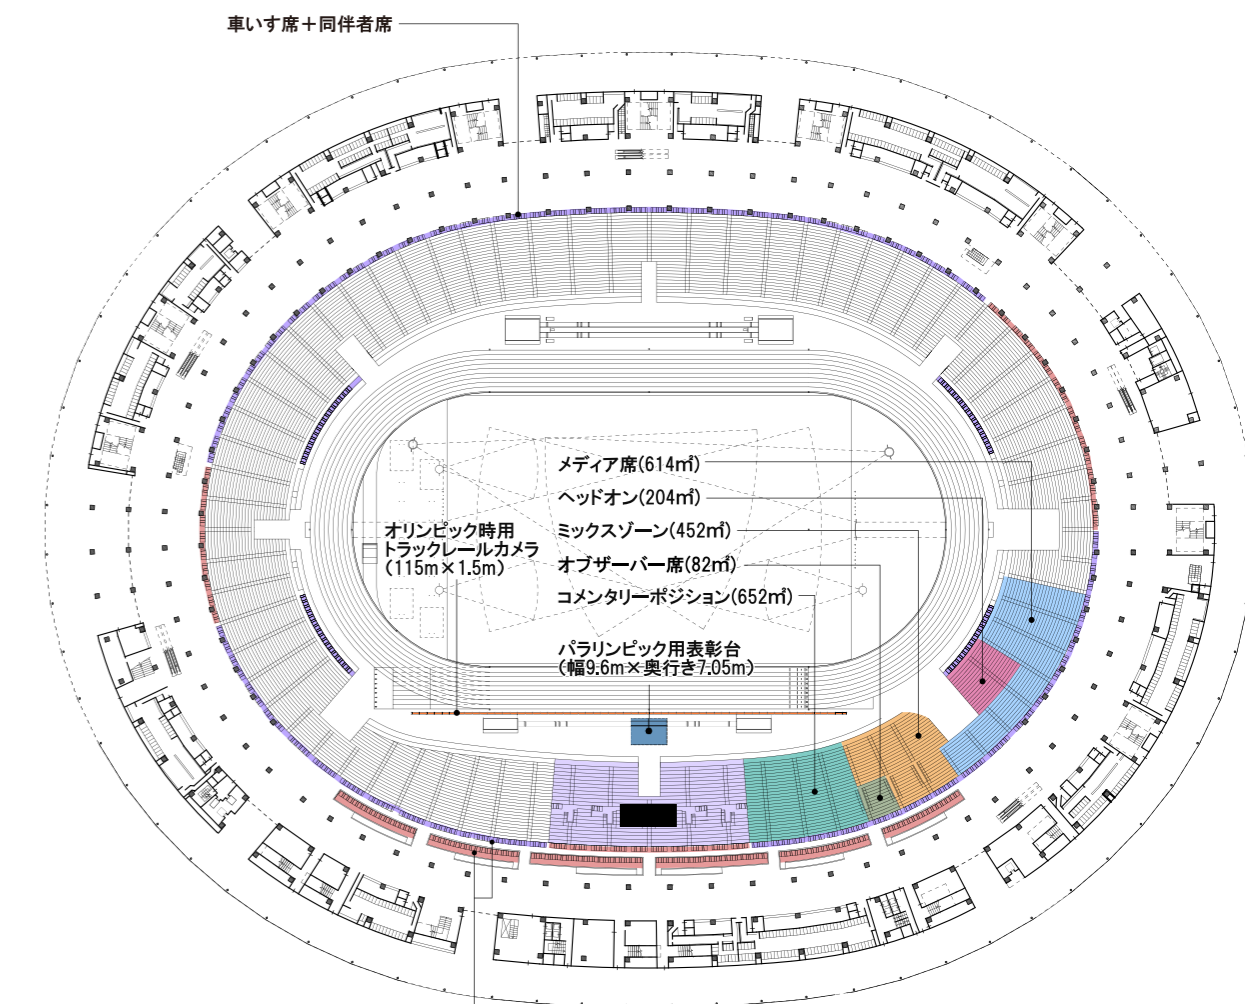 車いす席＋同伴者席
メディア席(614㎡)
ヘッドオン(204㎡)
ミックスゾーン(452㎡)
オブザーバー席(82㎡)
コメンタリーポジション(652㎡)
オリンピック時用
トラックレールカメラ
(115m×1.5m)
パラリンピック用表彰台
(幅9.6m×奥行き7.05m)